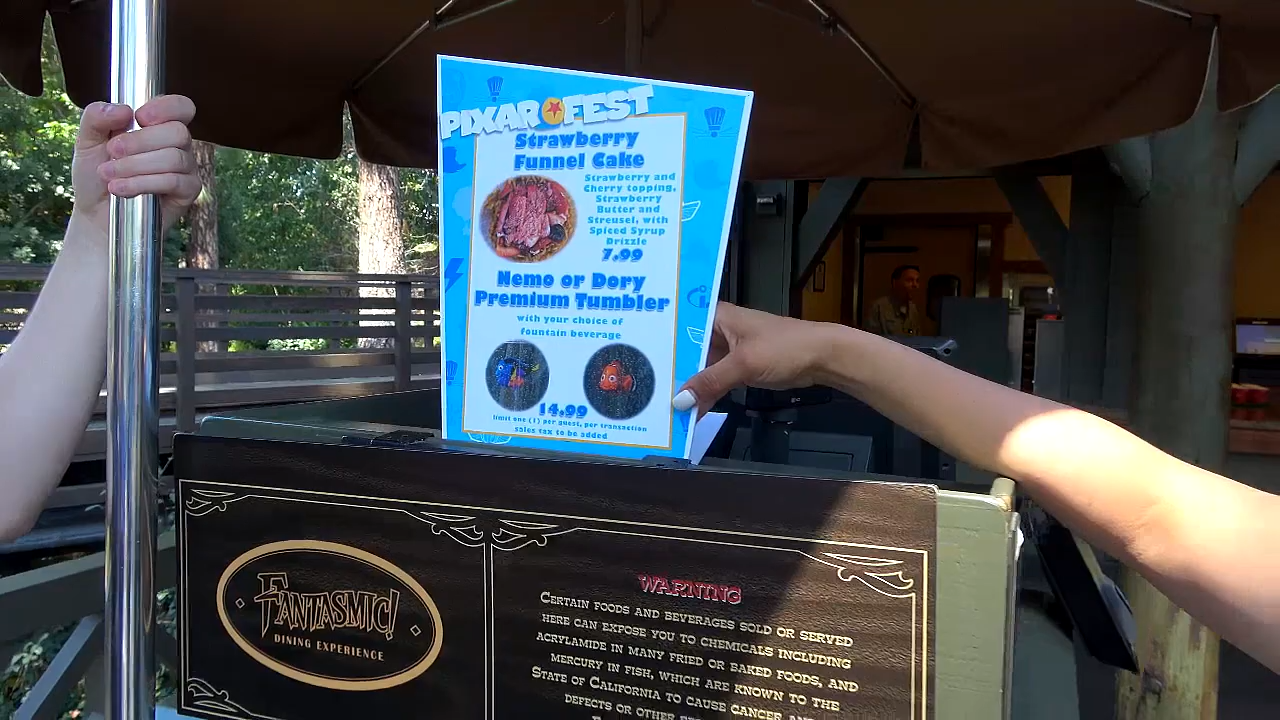 PIXAR FEST
Strawberry
Funnel Cake
Strawberry and
Cherry topping,
Strawberry
Butter and
Streusel, with
Spiced Syrup
Drizzle
7.99
Nemo or Dory
Premium Tumbler
with your choice of
fountain beverage
14.99
limit one (1) per guest, per transaction
sales tax to be added
FANTASMIC!
DINING EXPERIENCE
WARNING
CERTAIN FOODS AND BEVERAGES SOLD OR SERVED
HERE CAN EXPOSE YOU TO CHEMICALS INCLUDING
ACRYLAMIDE IN MANY FRIED OR BAKED FOODS, AND
MERCURY IN FISH, WHICH ARE KNOWN TO THE
STATE OF CALIFORNIA TO CAUSE CANCER AND
DEFECTS OR OTHER